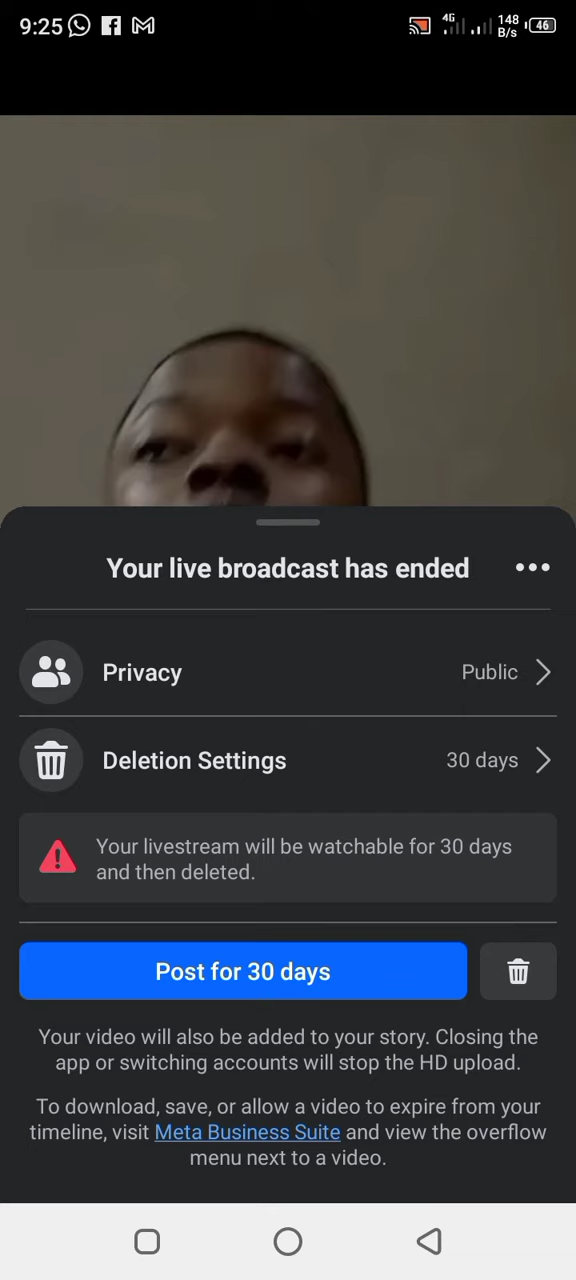 9:25 4G 148 B/s 46
Your live broadcast has ended
Privacy Public
Deletion Settings 30 days
Your livestream will be watchable for 30 days
and then deleted.
Post for 30 days
Your video will also be added to your story. Closing the
app or switching accounts will stop the HD upload.
To download, save, or allow a video to expire from your
timeline, visit Meta Business Suite and view the overflow
menu next to a video.